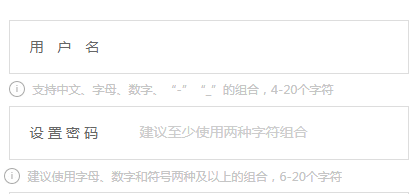 用 户 名
支持中文、字母、数字、“-”“_”的组合，4-20个字符
设 置 密 码 建议至少使用两种字符组合
建议使用字母、数字和符号两种及以上的组合，6-20个字符